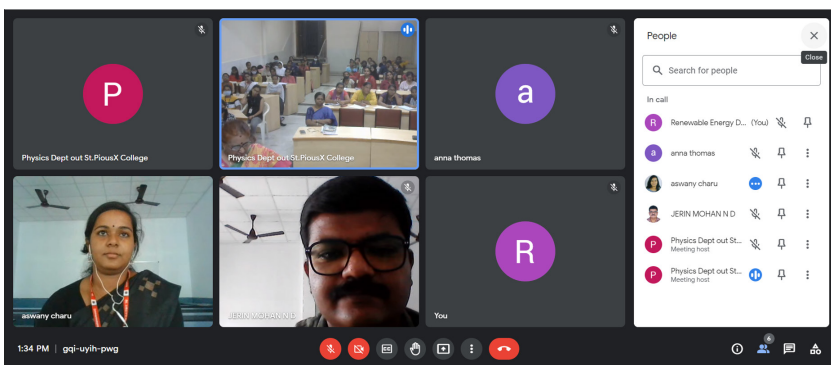 P
Physics Dept out St.PiousX College
Physics Dept out St.PiousX College
a
anna thomas
aswany charu
JERIN MOHAN N D
R
You
People
Close
Search for people
In call
R Renewable Energy D... (You)
a anna thomas
aswany charu
JERIN MOHAN N D
P Physics Dept out St...
Meeting host
P Physics Dept out St...
Meeting host
1:34 PM | gqi-uyih-pwg
CC
6